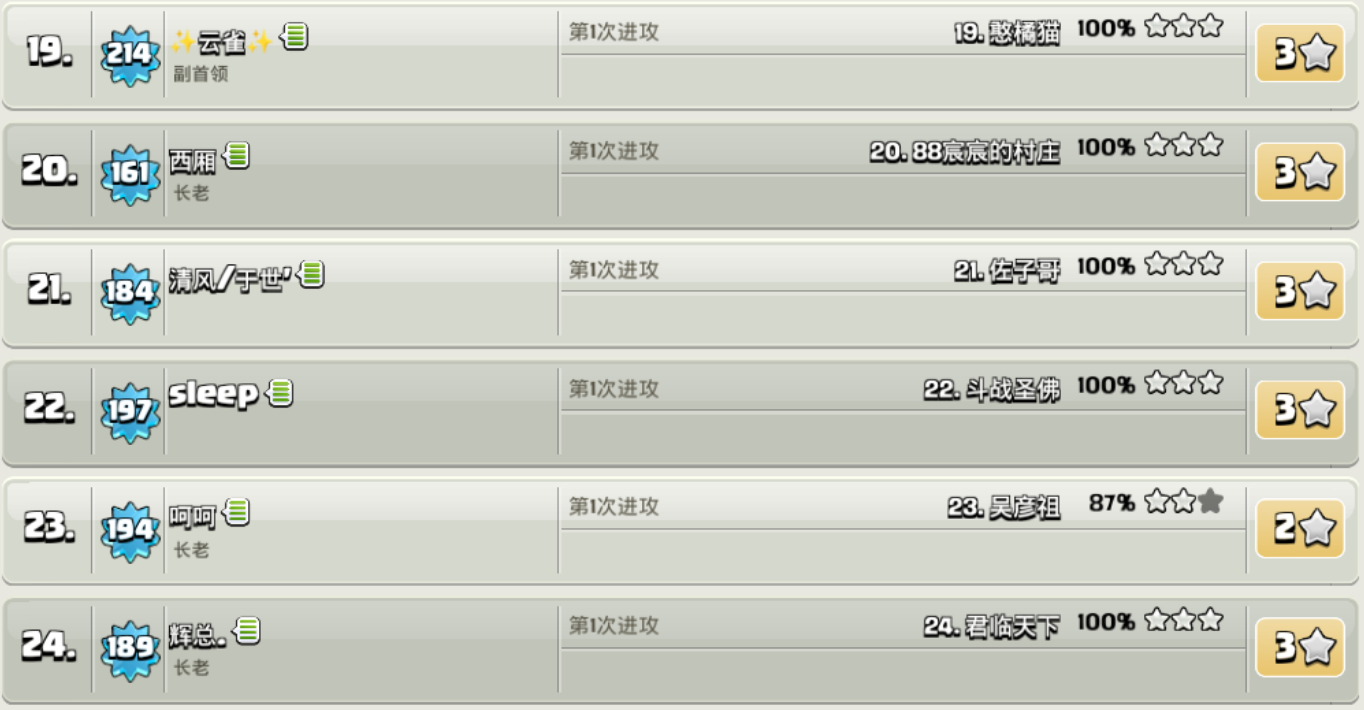 19. 214 ✨云雀✨ 第1次进攻 19. 憨橘猫 100% 3
副首领
20. 161 西厢 第1次进攻 20. 88宸宸的村庄 100% 3
长老
21. 184 清风/于世' 第1次进攻 21. 佐子哥 100% 3
22. 197 sleep 第1次进攻 22. 斗战圣佛 100% 3
23. 194 呵呵 第1次进攻 23. 吴彦祖 87% 2
长老
24. 189 辉总. 第1次进攻 24. 君临天下 100% 3
长老